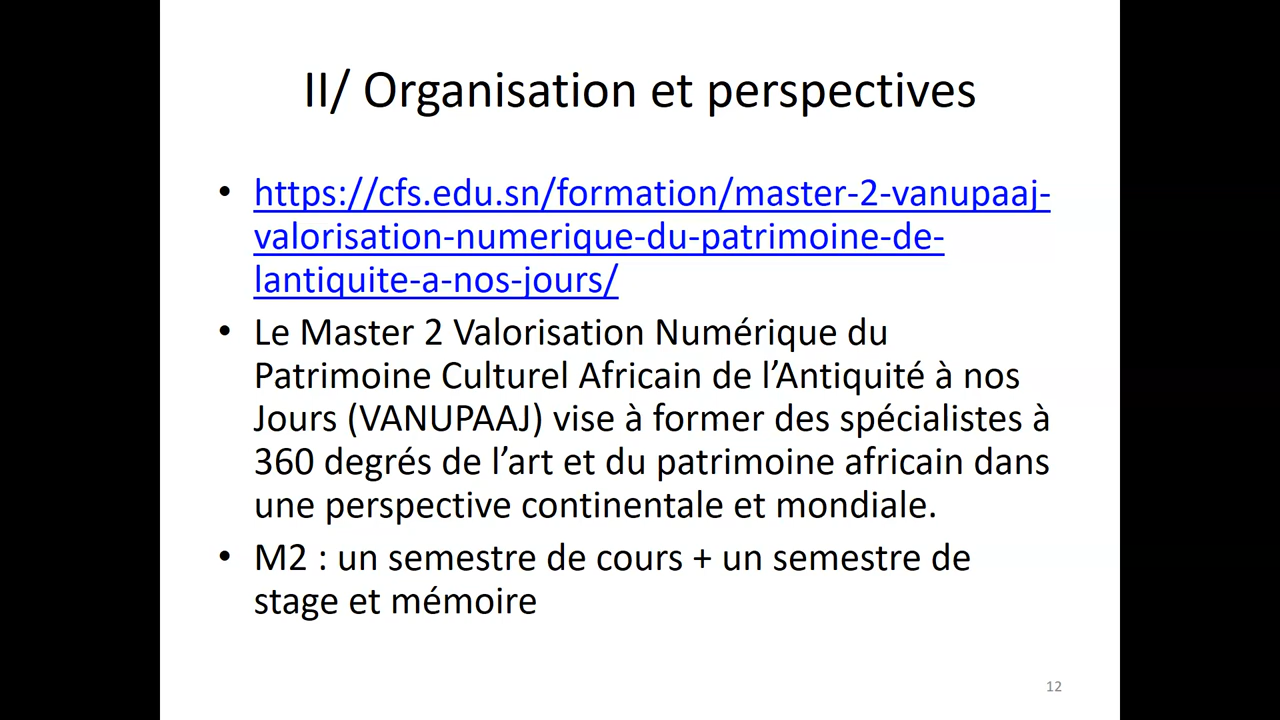 II/ Organisation et perspectives
• https://cfs.edu.sn/formation/master-2-vanupaaj-
valorisation-numerique-du-patrimoine-de-
lantiquite-a-nos-jours/
• Le Master 2 Valorisation Numérique du
Patrimoine Culturel Africain de l’Antiquité à nos
Jours (VANUPAAJ) vise à former des spécialistes à
360 degrés de l’art et du patrimoine africain dans
une perspective continentale et mondiale.
• M2 : un semestre de cours + un semestre de
stage et mémoire
12